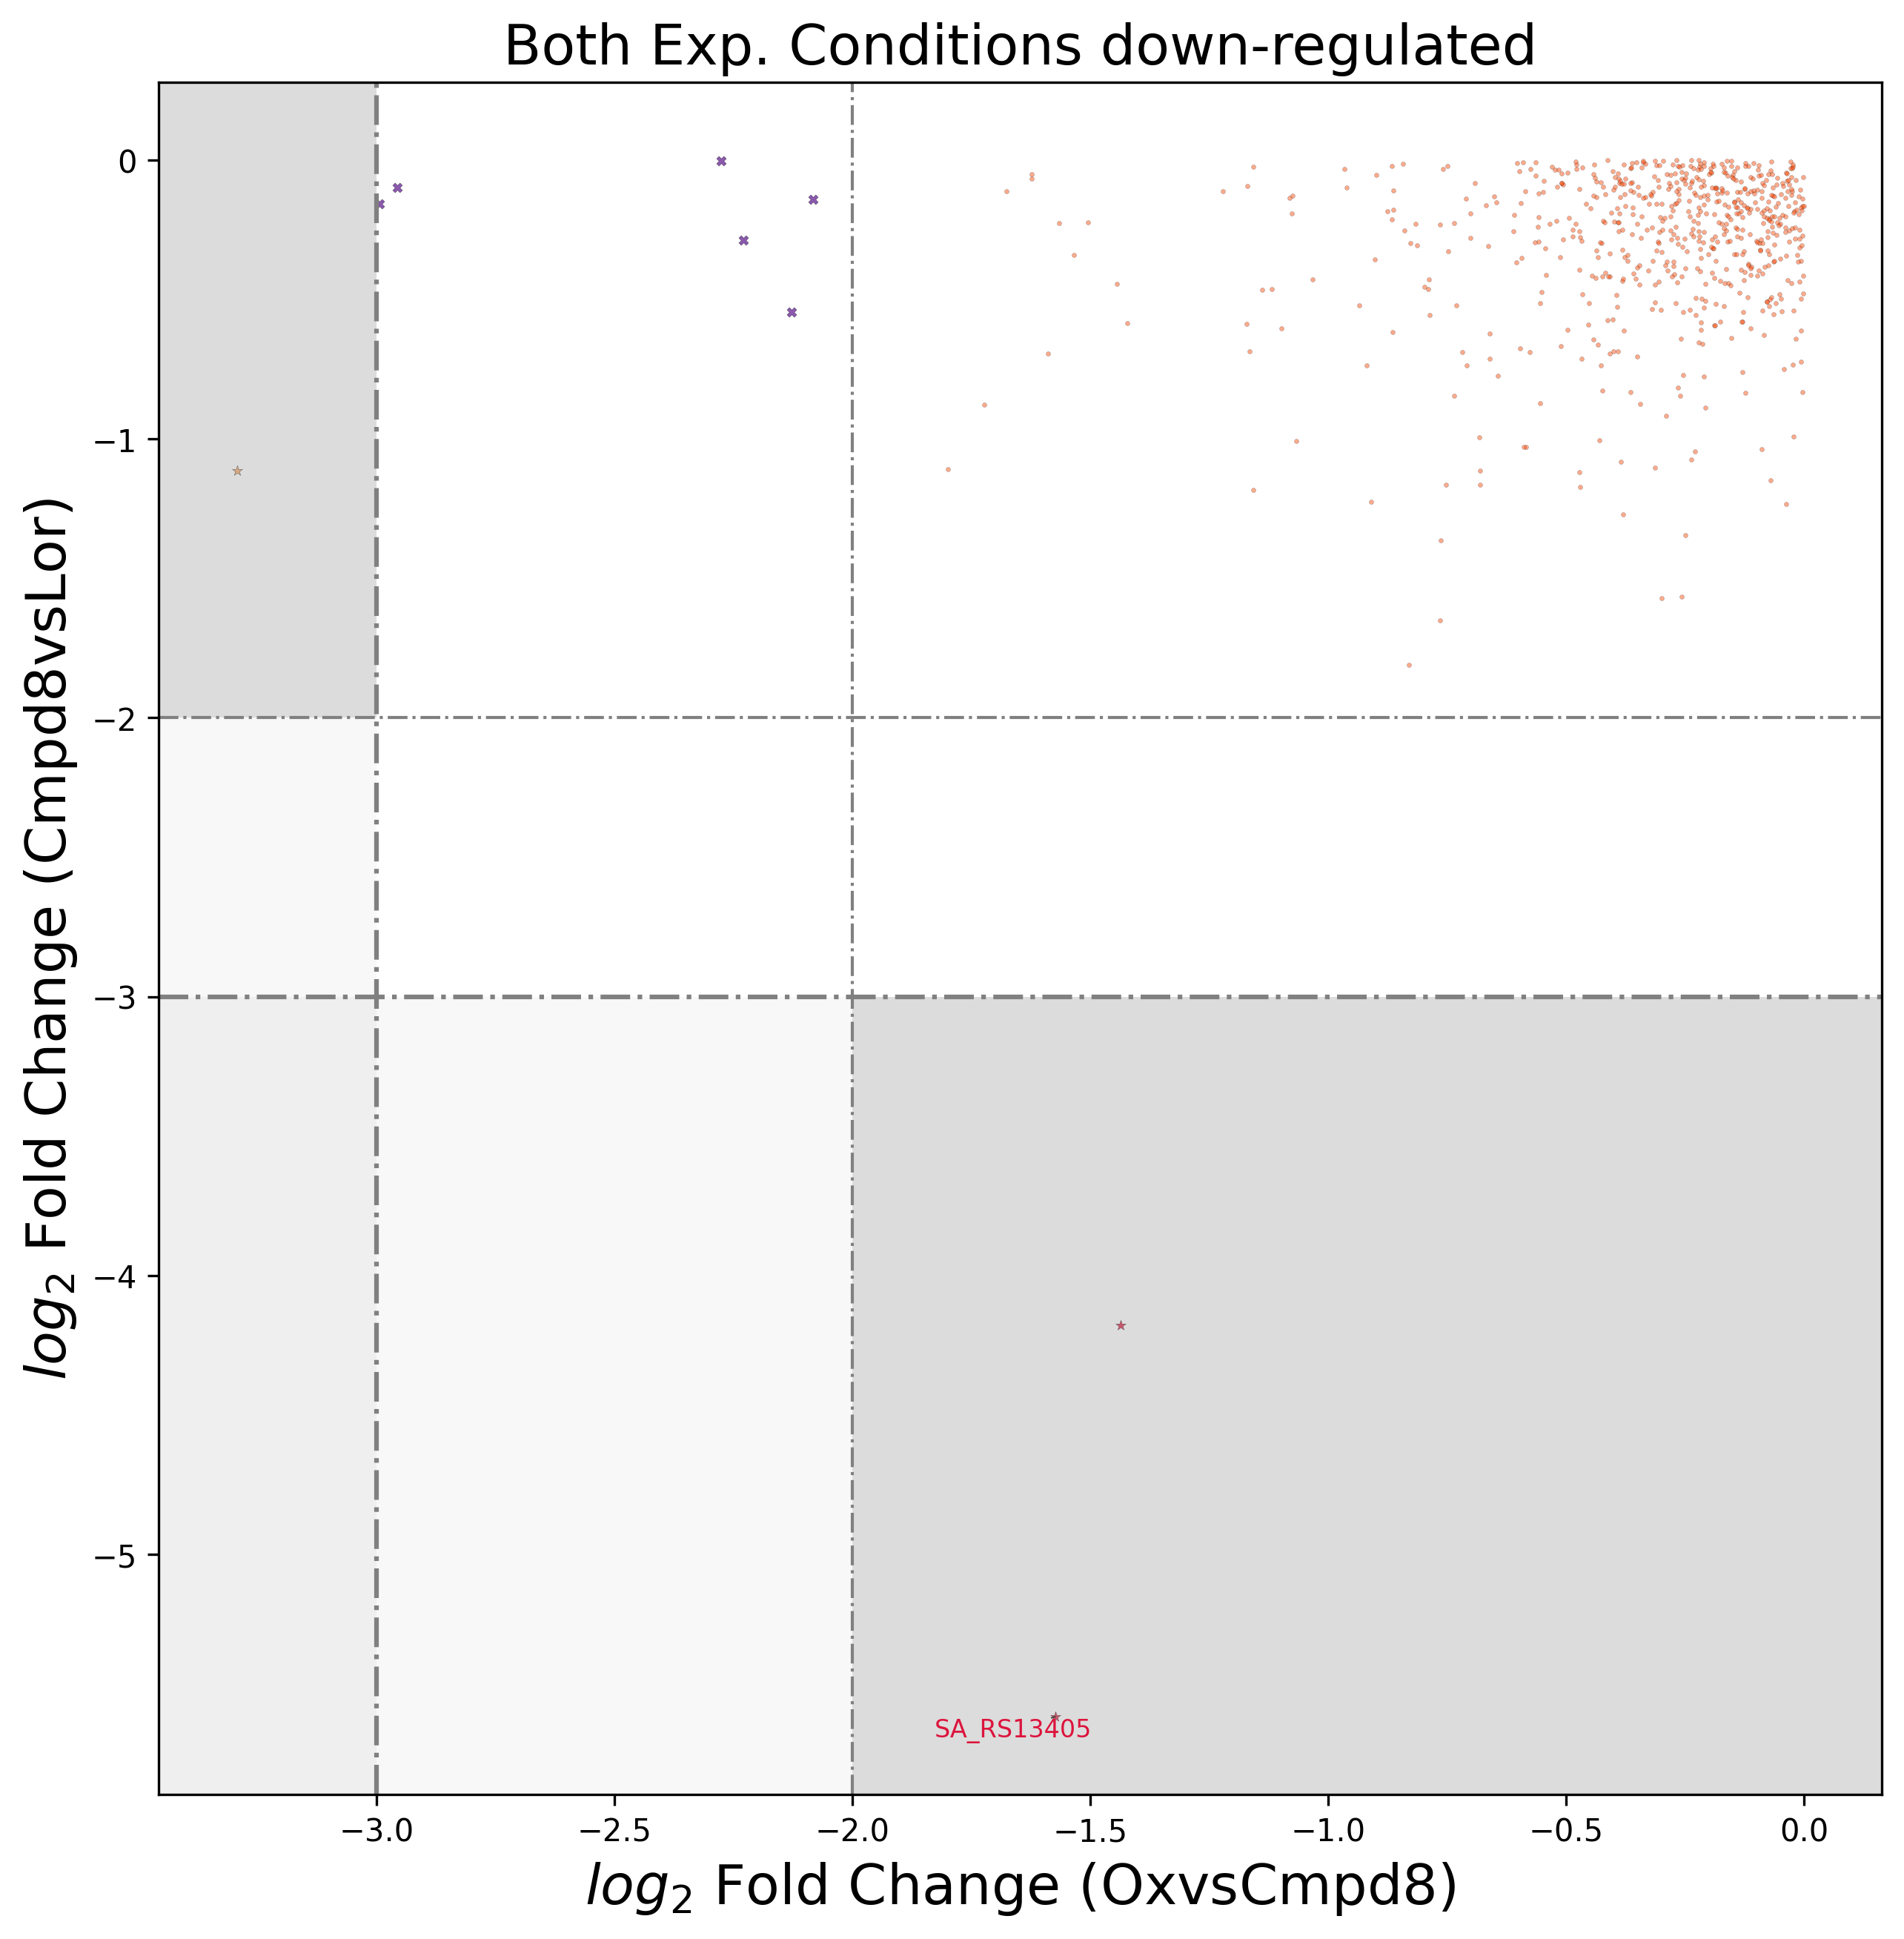 Both Exp. Conditions down-regulated
log2 Fold Change (Cmpd8vsLor)
0
−1
−2
−3
−4
−5
SA_RS13405
−3.0 −2.5 −2.0 −1.5 −1.0 −0.5 0.0
log2 Fold Change (OxvsCmpd8)